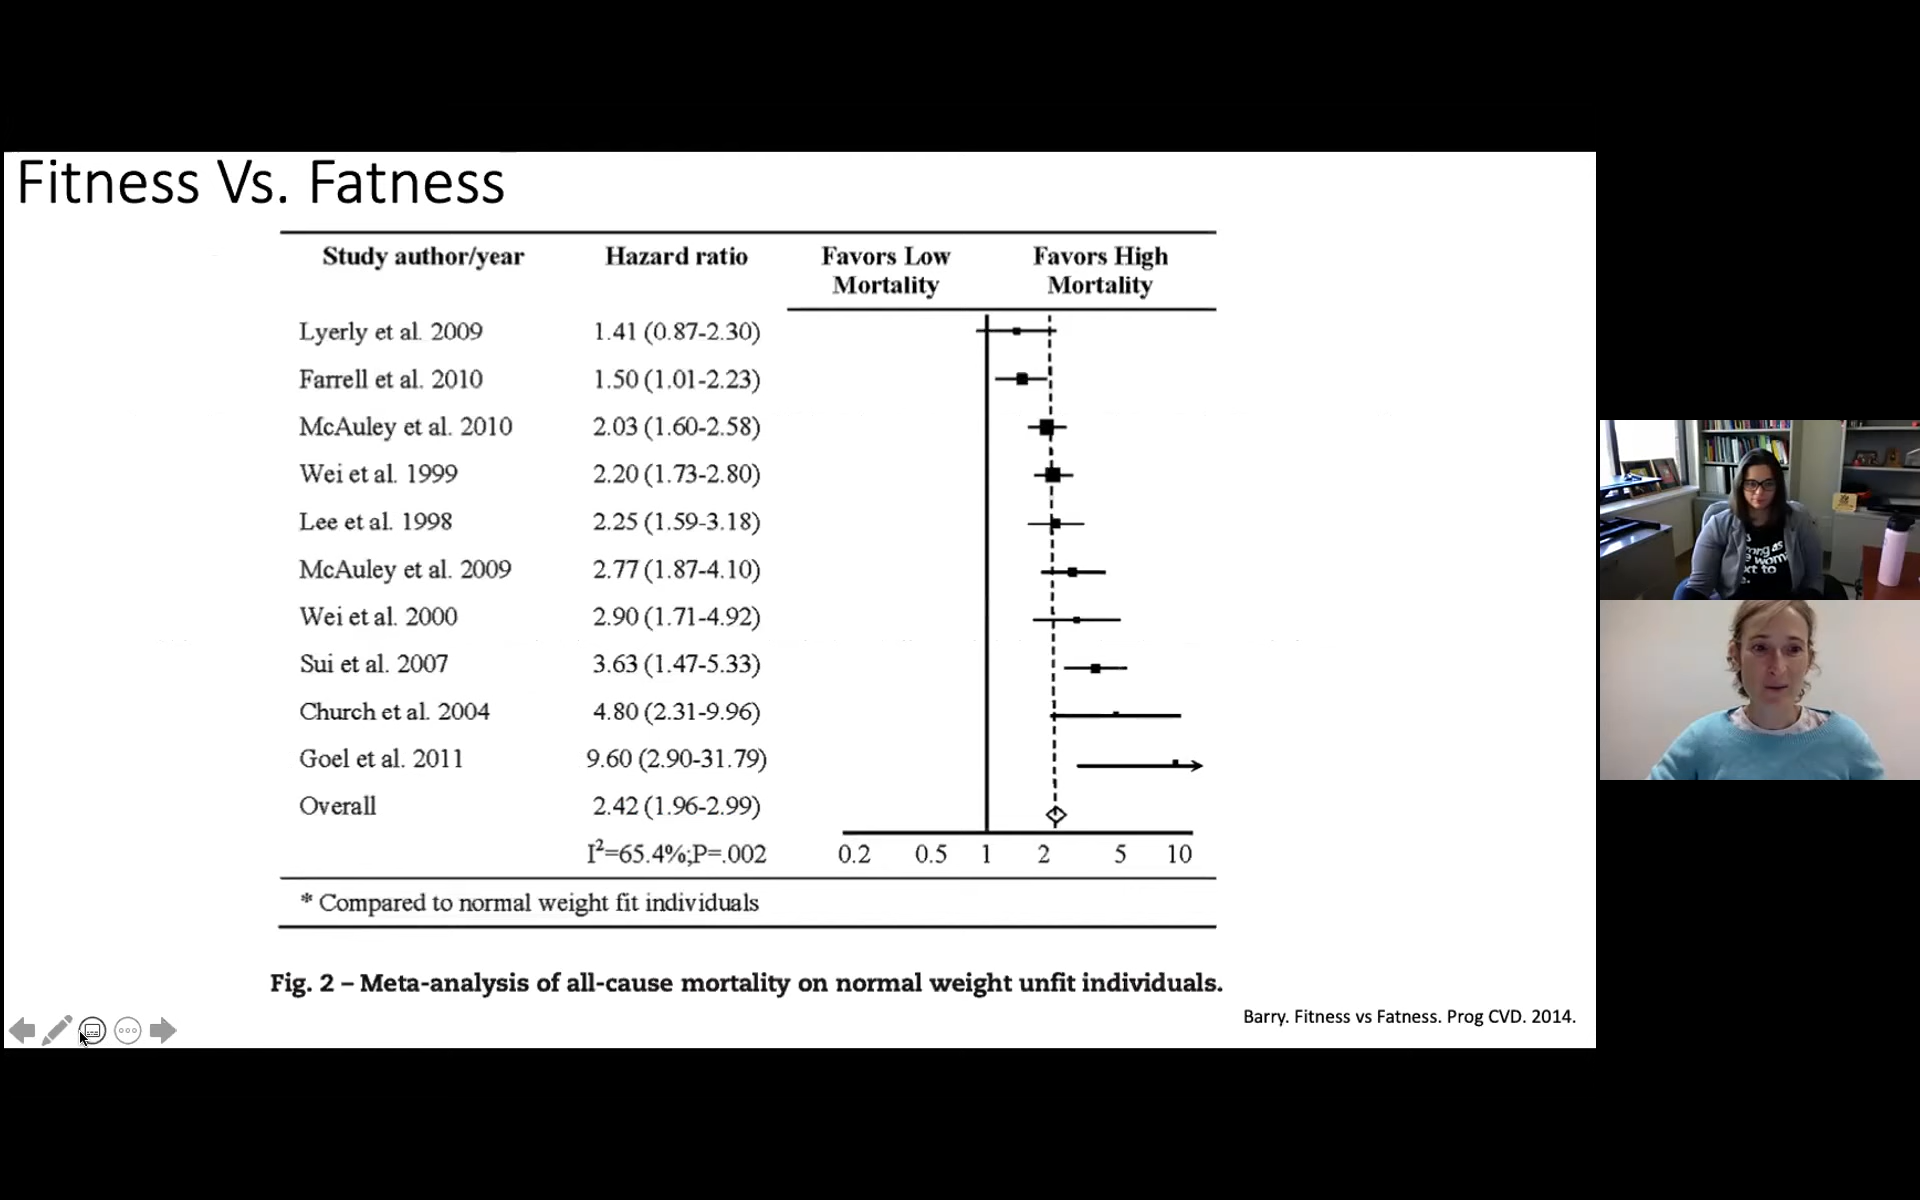 Fitness Vs. Fatness
Study author/year Hazard ratio Favors Low Mortality Favors High Mortality
Lyerly et al. 2009 1.41 (0.87-2.30)
Farrell et al. 2010 1.50 (1.01-2.23)
McAuley et al. 2010 2.03 (1.60-2.58)
Wei et al. 1999 2.20 (1.73-2.80)
Lee et al. 1998 2.25 (1.59-3.18)
McAuley et al. 2009 2.77 (1.87-4.10)
Wei et al. 2000 2.90 (1.71-4.92)
Sui et al. 2007 3.63 (1.47-5.33)
Church et al. 2004 4.80 (2.31-9.96)
Goel et al. 2011 9.60 (2.90-31.79)
Overall 2.42 (1.96-2.99)
I²=65.4%;P=.002 0.2 0.5 1 2 5 10
* Compared to normal weight fit individuals
Fig. 2 – Meta-analysis of all-cause mortality on normal weight unfit individuals.
Barry. Fitness vs Fatness. Prog CVD. 2014.
as
to